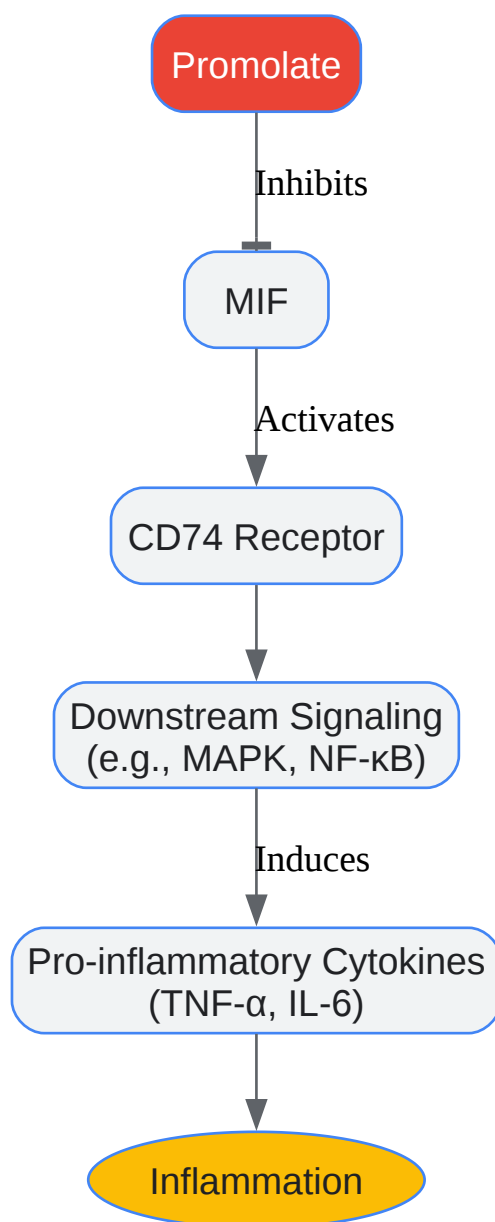 Promolate
Inhibits
MIF
Activates
CD74 Receptor
Downstream Signaling
(e.g., MAPK, NF-κB)
Induces
Pro-inflammatory Cytokines
(TNF-α, IL-6)
Inflammation